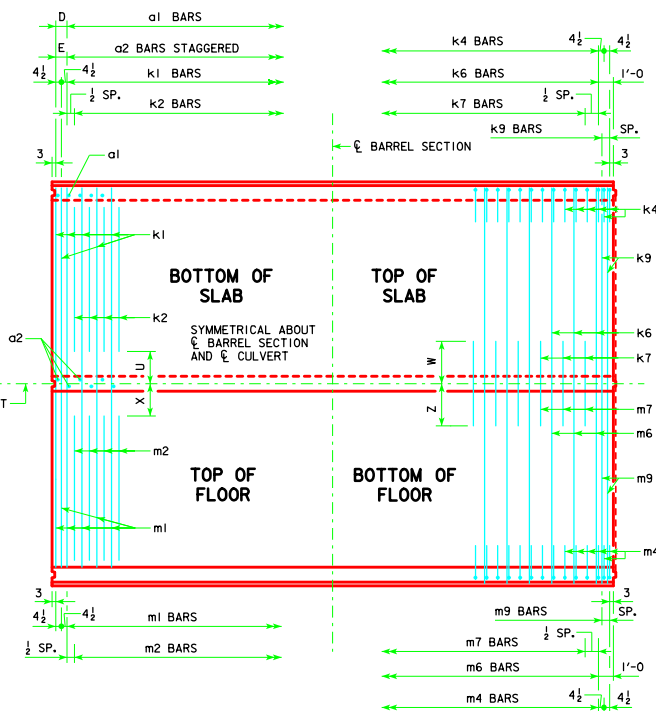 D a1 BARS
k4 BARS 4½ 4½
E a2 BARS STAGGERED
4½ 4½ k1 BARS
k6 BARS 1'-0
½ SP. k2 BARS
k7 BARS ½ SP.
k9 BARS SP.
℄ BARREL SECTION
3 a1
3
k4
k1
k9
BOTTOM OF
SLAB
TOP OF
SLAB
k2
SYMMETRICAL ABOUT
℄ BARREL SECTION
AND ℄ CULVERT
a2
k6
U W
k7
T
X Z
m7
m6
m2
TOP OF
FLOOR
BOTTOM OF
FLOOR
m9
m1
m4
3
3
4½ 4½ m1 BARS
m9 BARS SP.
½ SP. m2 BARS
m7 BARS ½ SP.
m6 BARS 1'-0
m4 BARS 4½ 4½